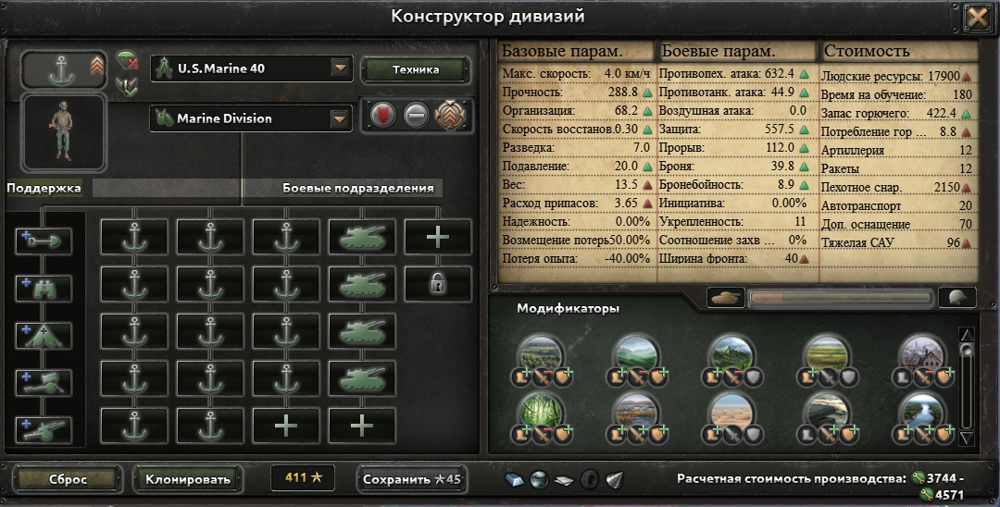 Конструктор дивизий
U.S. Marine 40
Техника
Marine Division
Поддержка
Боевые подразделения
Сброс
Клонировать
411
Сохранить 45
Базовые парам.
Макс. скорость: 4.0 км/ч
Прочность: 288.8
Организация: 68.2
Скорость восстанов.0.30
Разведка: 7.0
Подавление: 20.0
Вес: 13.5
Расход припасов: 3.65
Надежность: 0.00%
Возмещение потерь50.00%
Потеря опыта: -40.00%
Боевые парам.
Противопех. атака: 632.4
Противотанк. атака: 44.9
Воздушная атака: 0.0
Защита: 557.5
Прорыв: 112.0
Броня: 39.8
Бронебойность: 8.9
Инициатива: 0.00%
Укрепленность: 11
Соотношение захв ... 0%
Ширина фронта: 40
Стоимость
Людские ресурсы: 17900
Время на обучение: 180
Запас горючего: 422.4
Потребление гор ... 8.8
Артиллерия 12
Ракеты 12
Пехотное снар. 2150
Автотранспорт 20
Доп. оснащение 70
Тяжелая САУ 96
Модификаторы
Расчетная стоимость производства: 3744 -
4571